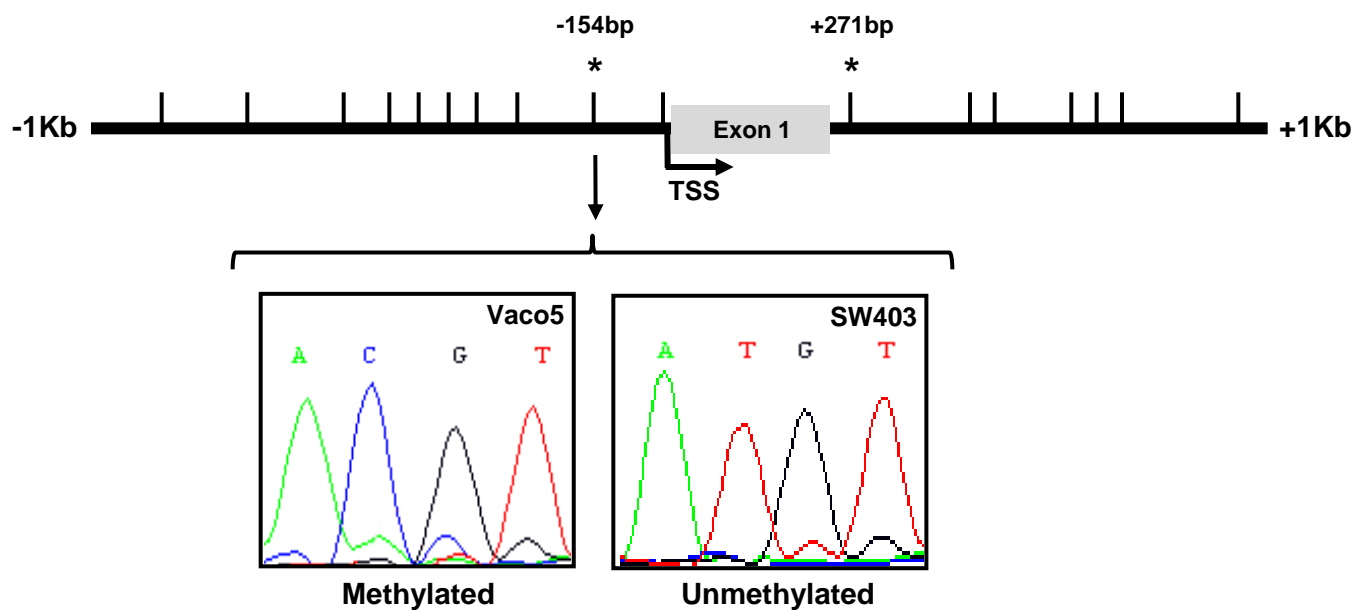 -154bp +271bp
* *
-1Kb Exon 1 +1Kb
TSS
Vaco5 SW403
A C G T A T G T
Methylated Unmethylated